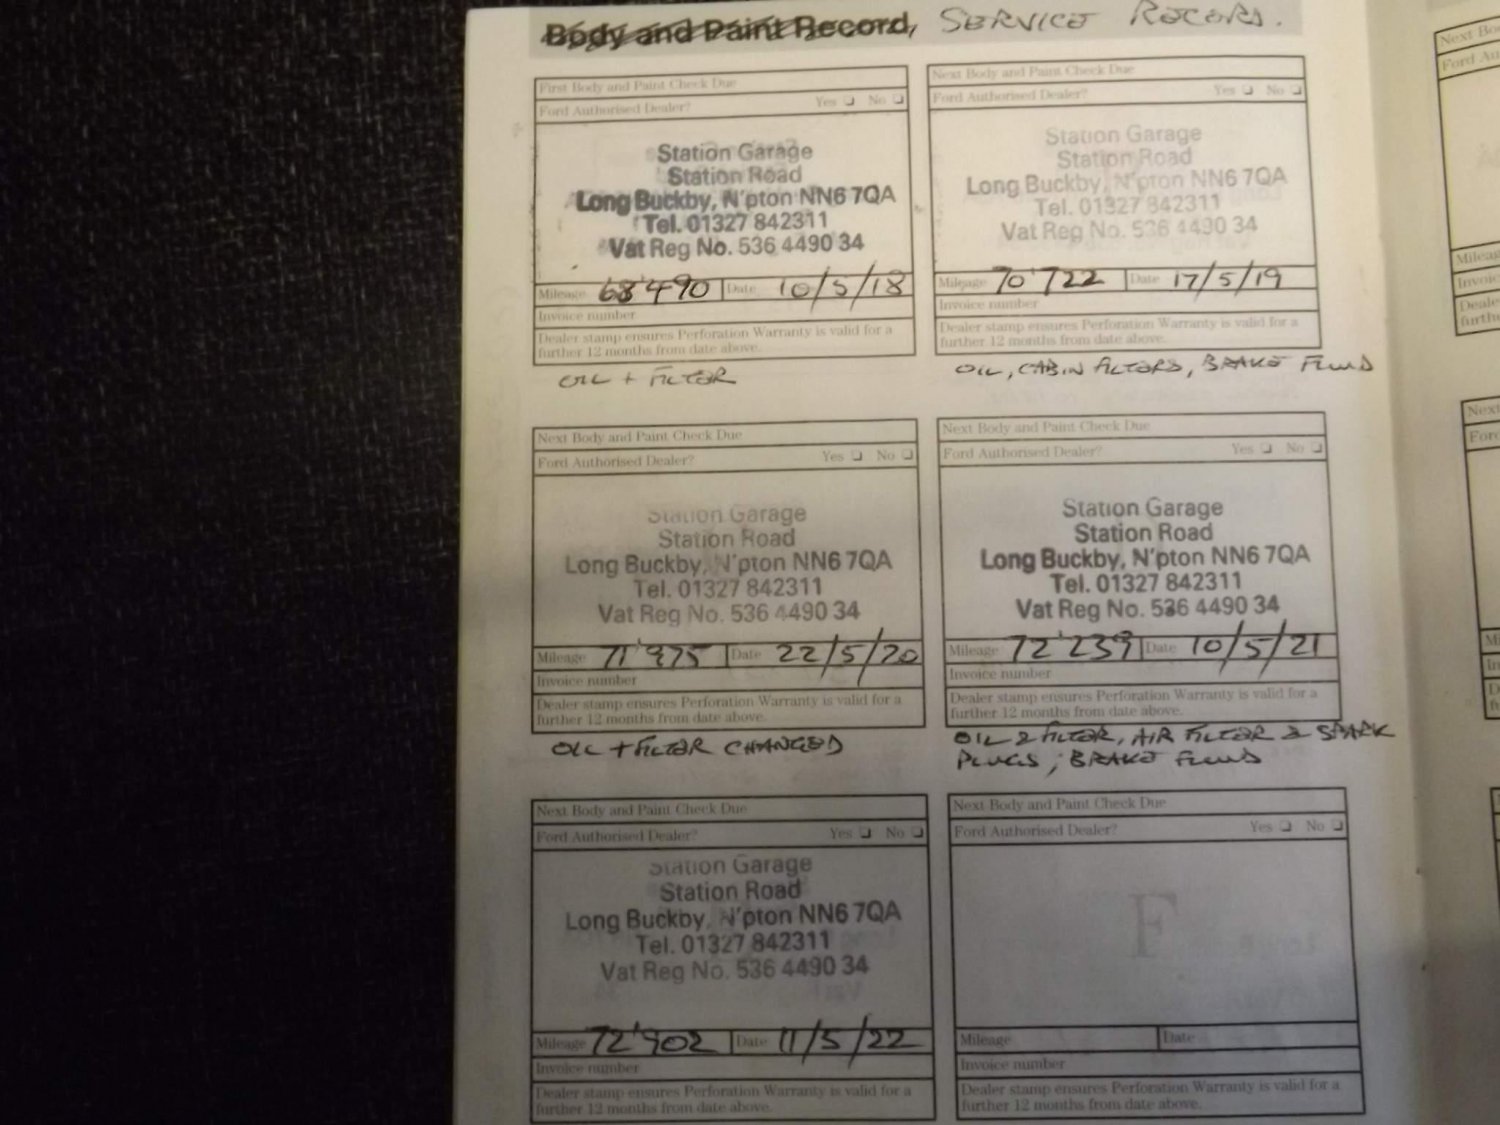 Body and Paint Record, SERVICE RECORD.
First Body and Paint Check Due
Ford Authorised Dealer? Yes No
Station Garage
Station Road
Long Buckby, N'pton NN6 7QA
Tel. 01327 842311
Vat Reg No. 536 4490 34
Mileage 68'490 Date 10/5/18
Invoice number
Dealer stamp ensures Perforation Warranty is valid for a
further 12 months from date above.
OIL + FILTER
Next Body and Paint Check Due
Ford Authorised Dealer? Yes No
Station Garage
Station Road
Long Buckby, N'pton NN6 7QA
Tel. 01327 842311
Vat Reg No. 536 4490 34
Mileage 70'722 Date 17/5/19
Invoice number
Dealer stamp ensures Perforation Warranty is valid for a
further 12 months from date above.
OIL, CABIN FILTERS, BRAKE FLUID
Next Body and Paint Check Due
Ford Authorised Dealer? Yes No
Station Garage
Station Road
Long Buckby, N'pton NN6 7QA
Tel. 01327 842311
Vat Reg No. 536 4490 34
Mileage 71'975 Date 22/5/20
Invoice number
Dealer stamp ensures Perforation Warranty is valid for a
further 12 months from date above.
OIL + FILTER CHANGED
Next Body and Paint Check Due
Ford Authorised Dealer? Yes No
Station Garage
Station Road
Long Buckby, N'pton NN6 7QA
Tel. 01327 842311
Vat Reg No. 536 4490 34
Mileage 72'239 Date 10/5/21
Invoice number
Dealer stamp ensures Perforation Warranty is valid for a
further 12 months from date above.
OIL & FILTER, AIR FILTER & SPARK
PLUGS, BRAKE FLUID
Next Body and Paint Check Due
Ford Authorised Dealer? Yes No
Station Garage
Station Road
Long Buckby, N'pton NN6 7QA
Tel. 01327 842311
Vat Reg No. 536 4490 34
Mileage 72'902 Date 11/5/22
Invoice number
Dealer stamp ensures Perforation Warranty is valid for a
further 12 months from date above.
Next Body and Paint Check Due
Ford Authorised Dealer? Yes No
F
Mileage Date
Invoice number
Dealer stamp ensures Perforation Warranty is valid for a
further 12 months from date above.